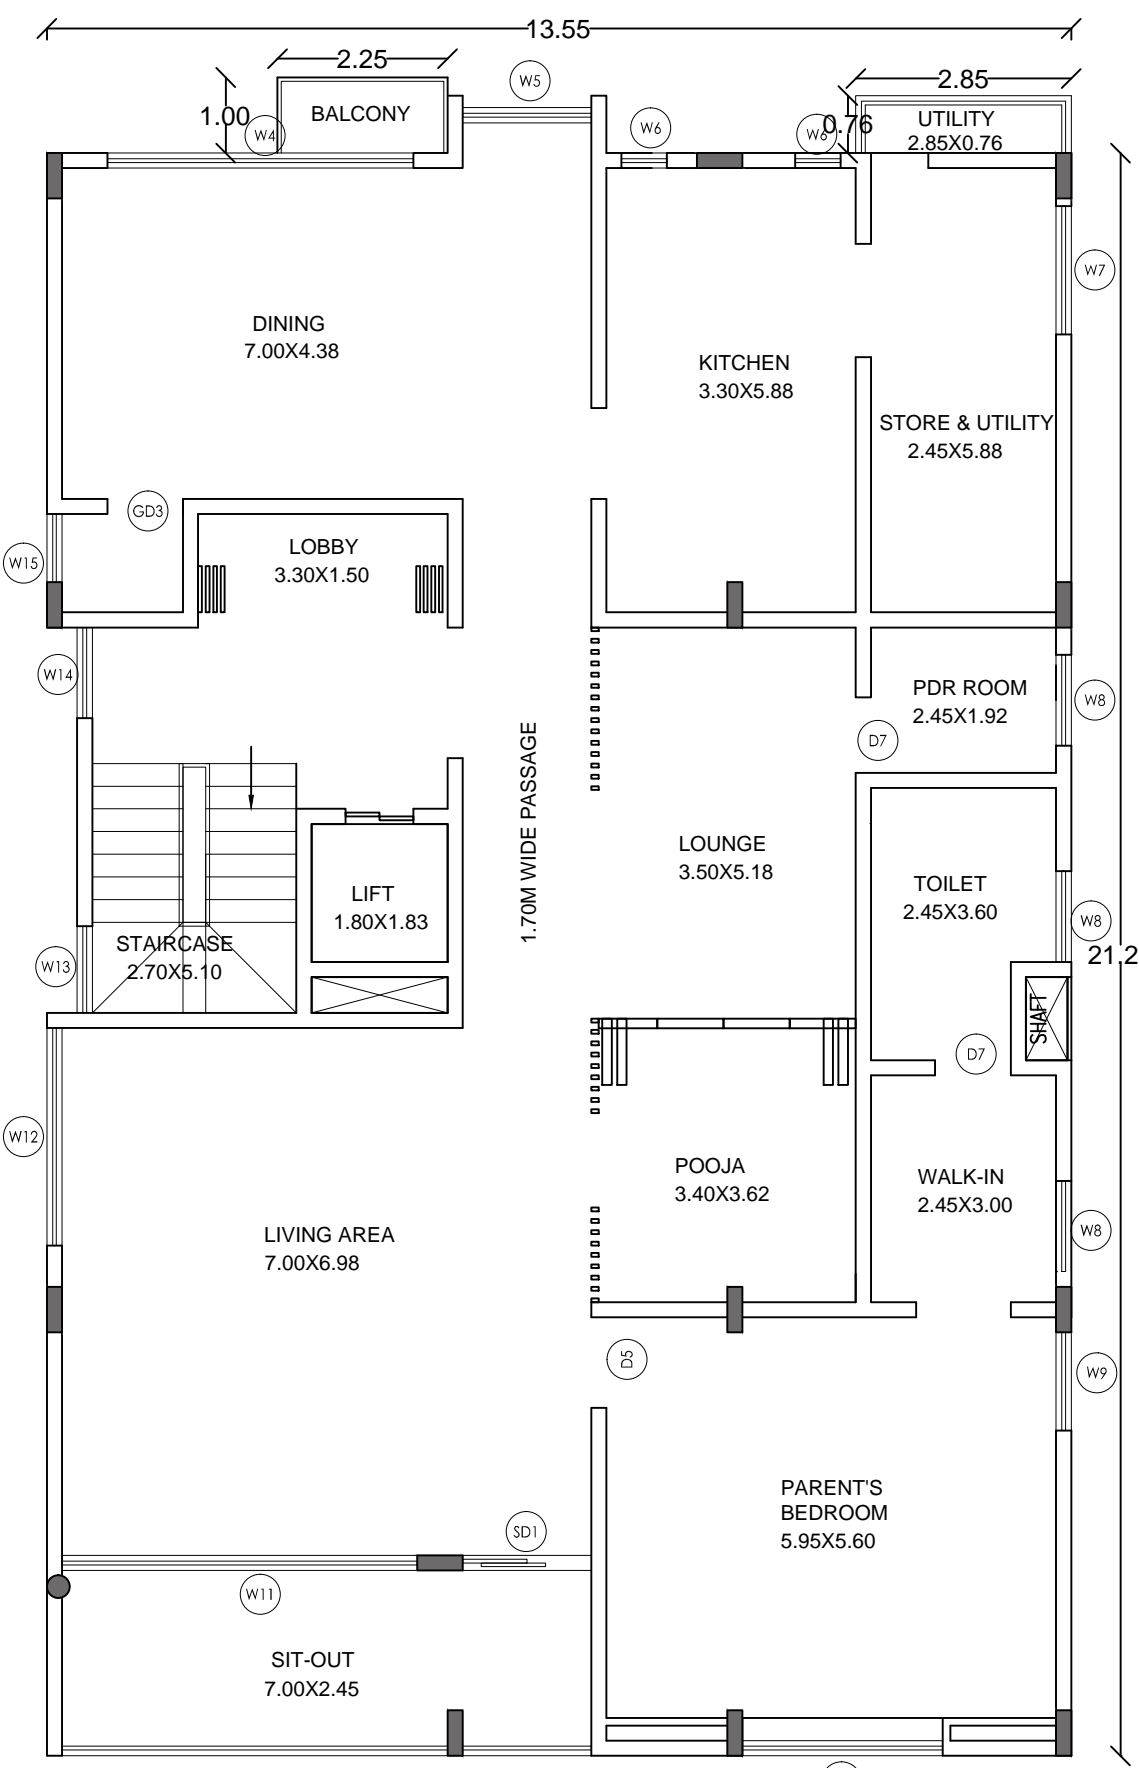 13.55
2.25
2.85
W5
1.00
BALCONY
W4
W6
W6
0.76
UTILITY
2.85X0.76
W7
DINING
7.00X4.38
KITCHEN
3.30X5.88
STORE & UTILITY
2.45X5.88
GD3
W15
LOBBY
3.30X1.50
W14
PDR ROOM
2.45X1.92
W8
D7
1.70M WIDE PASSAGE
LOUNGE
3.50X5.18
TOILET
2.45X3.60
LIFT
1.80X1.83
W8
STAIRCASE
2.70X5.10
W13
21.2
SHAFT
D7
W12
POOJA
3.40X3.62
WALK-IN
2.45X3.00
W8
LIVING AREA
7.00X6.98
D5
W9
PARENT'S
BEDROOM
5.95X5.60
SD1
W11
SIT-OUT
7.00X2.45